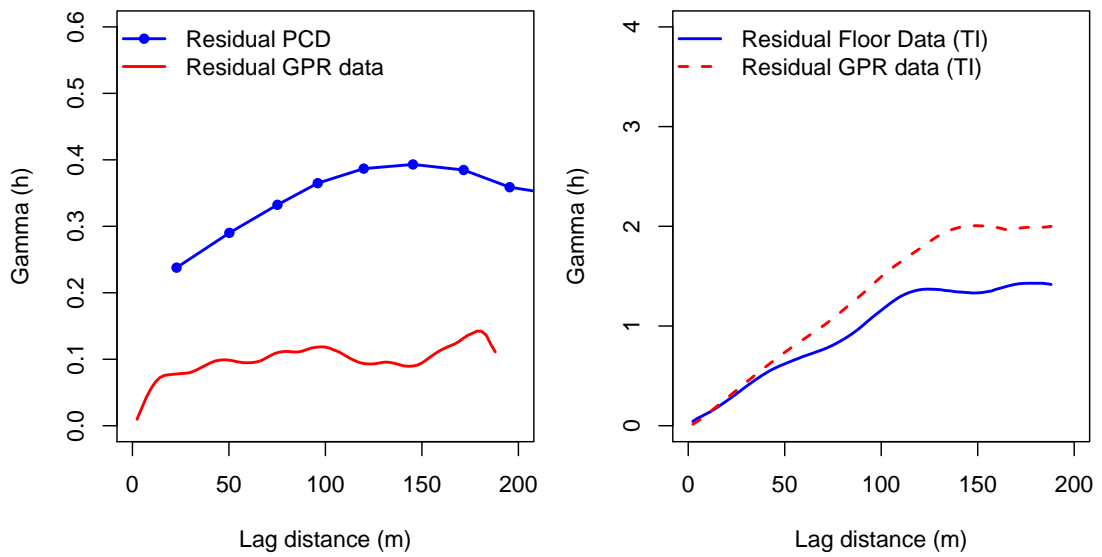 Residual PCD
Residual GPR data
0.6
0.5
0.4
0.3
0.2
0.1
0.0
Gamma (h)
0 50 100 150 200
Lag distance (m)
Residual Floor Data (TI)
Residual GPR data (TI)
4
3
2
1
0
Gamma (h)
0 50 100 150 200
Lag distance (m)